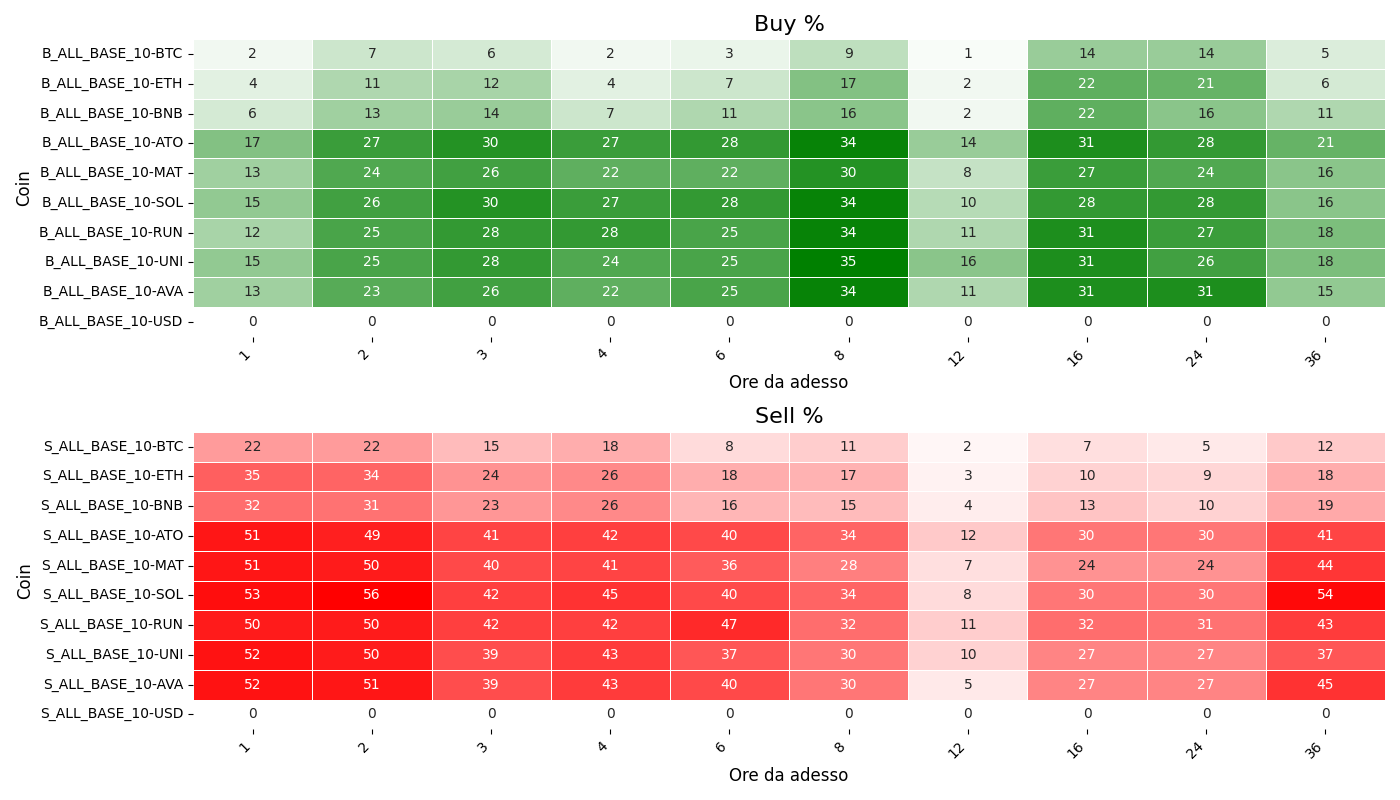 Buy %
Coin
B_ALL_BASE_10-BTC 2 7 6 2 3 9 1 14 14 5
B_ALL_BASE_10-ETH 4 11 12 4 7 17 2 22 21 6
B_ALL_BASE_10-BNB 6 13 14 7 11 16 2 22 16 11
B_ALL_BASE_10-ATO 17 27 30 27 28 34 14 31 28 21
B_ALL_BASE_10-MAT 13 24 26 22 22 30 8 27 24 16
B_ALL_BASE_10-SOL 15 26 30 27 28 34 10 28 28 16
B_ALL_BASE_10-RUN 12 25 28 28 25 34 11 31 27 18
B_ALL_BASE_10-UNI 15 25 28 24 25 35 16 31 26 18
B_ALL_BASE_10-AVA 13 23 26 22 25 34 11 31 31 15
B_ALL_BASE_10-USD 0 0 0 0 0 0 0 0 0 0
1 2 3 4 6 8 12 16 24 36
Ore da adesso
Sell %
Coin
S_ALL_BASE_10-BTC 22 22 15 18 8 11 2 7 5 12
S_ALL_BASE_10-ETH 35 34 24 26 18 17 3 10 9 18
S_ALL_BASE_10-BNB 32 31 23 26 16 15 4 13 10 19
S_ALL_BASE_10-ATO 51 49 41 42 40 34 12 30 30 41
S_ALL_BASE_10-MAT 51 50 40 41 36 28 7 24 24 44
S_ALL_BASE_10-SOL 53 56 42 45 40 34 8 30 30 54
S_ALL_BASE_10-RUN 50 50 42 42 47 32 11 32 31 43
S_ALL_BASE_10-UNI 52 50 39 43 37 30 10 27 27 37
S_ALL_BASE_10-AVA 52 51 39 43 40 30 5 27 27 45
S_ALL_BASE_10-USD 0 0 0 0 0 0 0 0 0 0
1 2 3 4 6 8 12 16 24 36
Ore da adesso